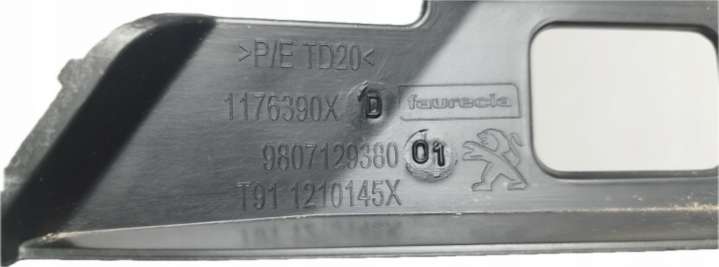 >P/E TD20<
1176390X D faurecia
9807129380 01
T91 1210145X